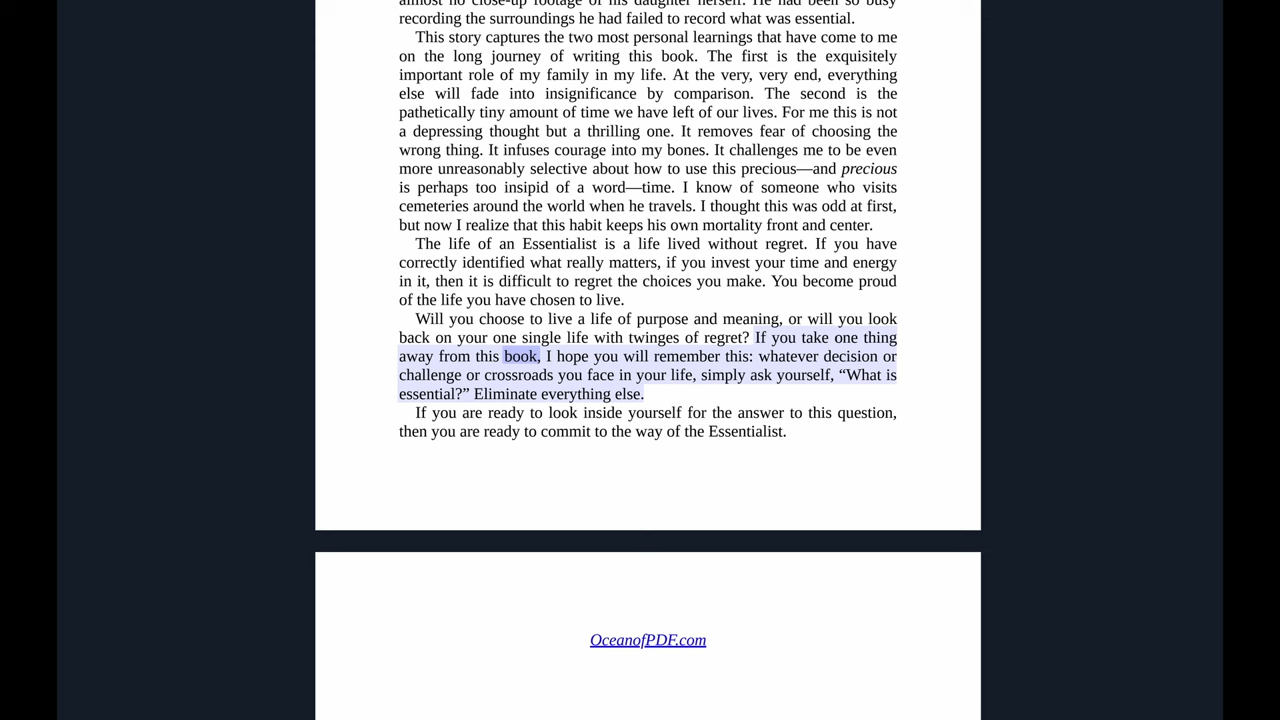 almost no close-up footage of his daughter herself. He had been so busy
recording the surroundings he had failed to record what was essential.
This story captures the two most personal learnings that have come to me
on the long journey of writing this book. The first is the exquisitely
important role of my family in my life. At the very, very end, everything
else will fade into insignificance by comparison. The second is the
pathetically tiny amount of time we have left of our lives. For me this is not
a depressing thought but a thrilling one. It removes fear of choosing the
wrong thing. It infuses courage into my bones. It challenges me to be even
more unreasonably selective about how to use this precious—and precious
is perhaps too insipid of a word—time. I know of someone who visits
cemeteries around the world when he travels. I thought this was odd at first,
but now I realize that this habit keeps his own mortality front and center.
The life of an Essentialist is a life lived without regret. If you have
correctly identified what really matters, if you invest your time and energy
in it, then it is difficult to regret the choices you make. You become proud
of the life you have chosen to live.
Will you choose to live a life of purpose and meaning, or will you look
back on your one single life with twinges of regret? If you take one thing
away from this book, I hope you will remember this: whatever decision or
challenge or crossroads you face in your life, simply ask yourself, “What is
essential?” Eliminate everything else.
If you are ready to look inside yourself for the answer to this question,
then you are ready to commit to the way of the Essentialist.
OceanofPDF.com